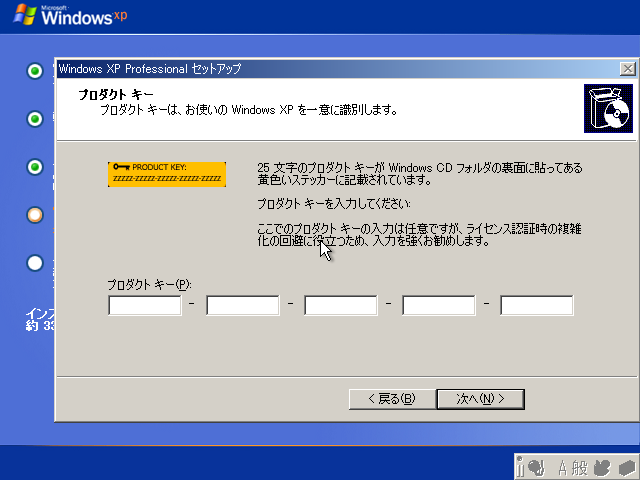 Microsoft
Windows xp
Windows XP Professional セットアップ
プロダクト キー
プロダクト キーは、お使いの Windows XP を一意に識別します。
PRODUCT KEY:
ZZZZZ-ZZZZZ-ZZZZZ-ZZZZZ-ZZZZZ
25 文字のプロダクト キーが Windows CD フォルダの裏面に貼ってある
黄色いステッカーに記載されています。
プロダクト キーを入力してください:
ここでのプロダクト キーの入力は任意ですが、ライセンス認証時の複雑
化の回避に役立つため、入力を強くお勧めします。
プロダクト キー(P):
- - - -
インス
約 33
< 戻る(B)
次へ(N) >
A 般